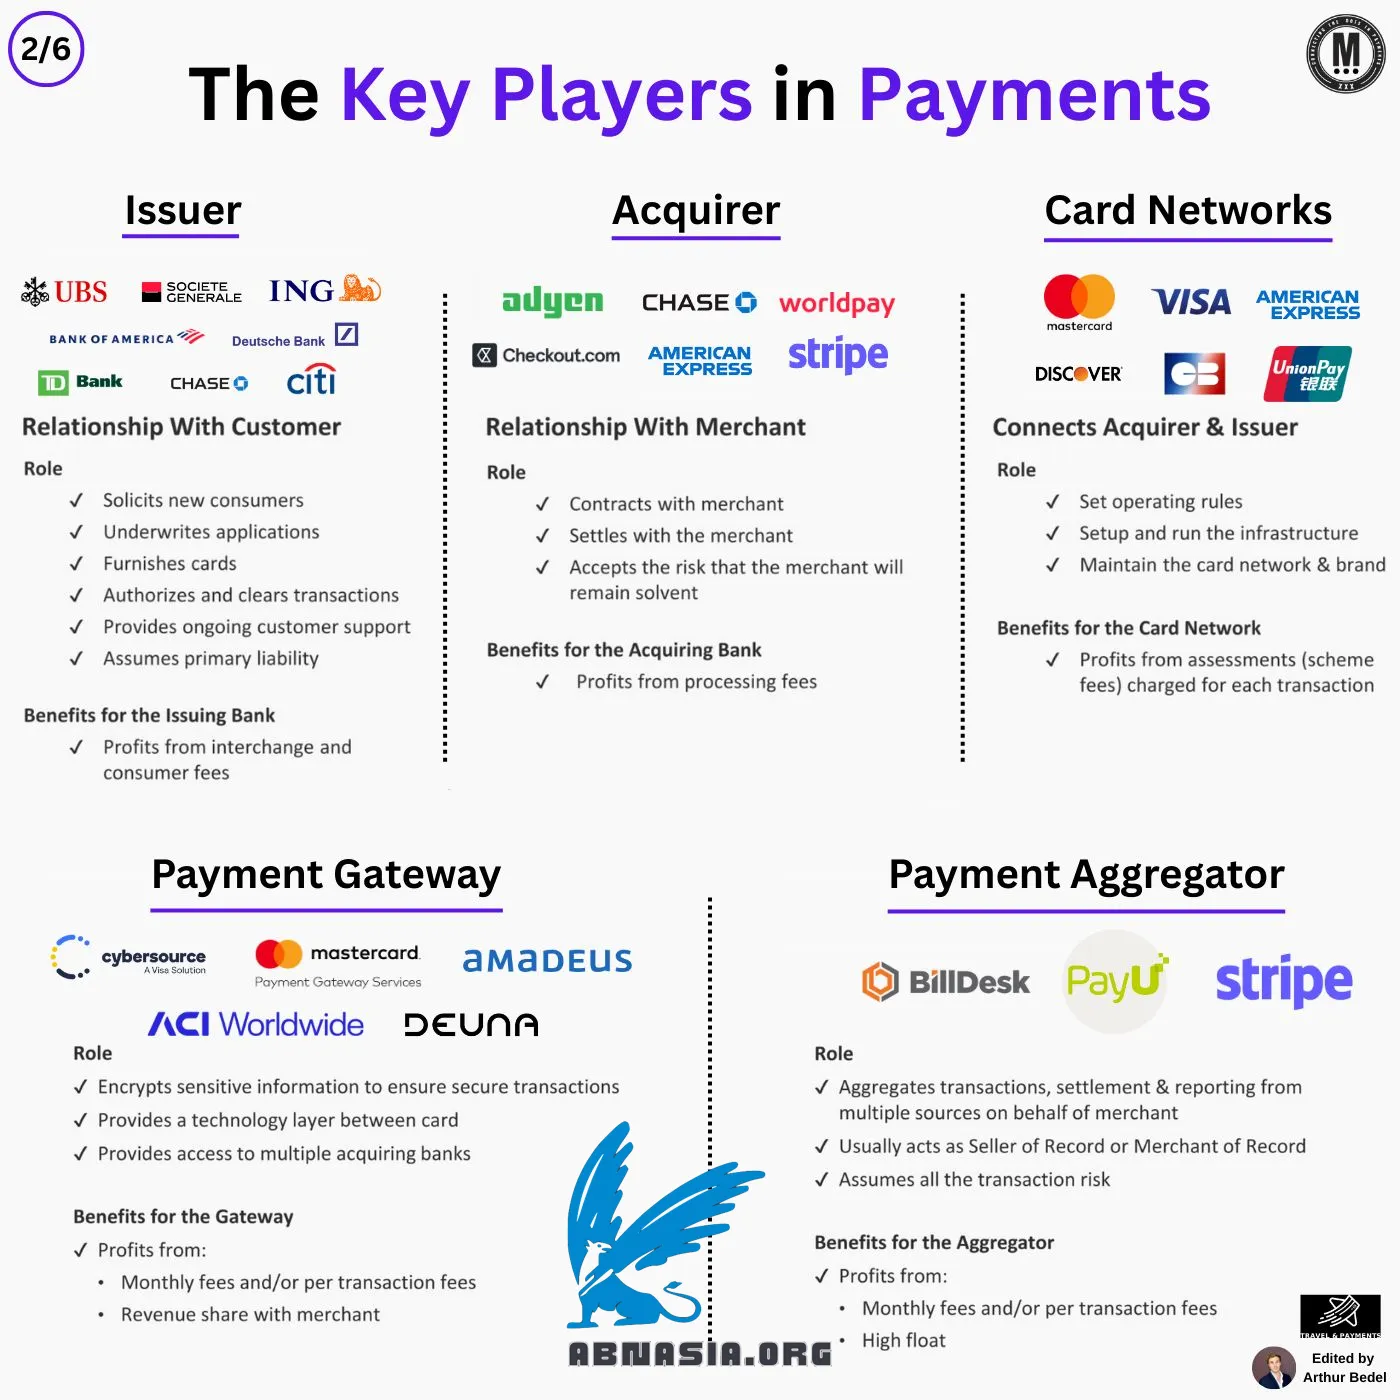 2/6
The Key Players in Payments
M
ZXX
Issuer
UBS
SOCIETE
GENERALE
ING
BANK OF AMERICA
Deutsche Bank
TD Bank
CHASE
citi
Relationship With Customer
Role
✓ Solicits new consumers
✓ Underwrites applications
✓ Furnishes cards
✓ Authorizes and clears transactions
✓ Provides ongoing customer support
✓ Assumes primary liability
Benefits for the Issuing Bank
✓ Profits from interchange and
consumer fees
Acquirer
adyen
CHASE
worldpay
Checkout.com
AMERICAN
EXPRESS
stripe
Relationship With Merchant
Role
✓ Contracts with merchant
✓ Settles with the merchant
✓ Accepts the risk that the merchant will
remain solvent
Benefits for the Acquiring Bank
✓ Profits from processing fees
Card Networks
mastercard
VISA
AMERICAN
EXPRESS
DISCOVER
CB
UnionPay
银联
Connects Acquirer & Issuer
Role
✓ Set operating rules
✓ Setup and run the infrastructure
✓ Maintain the card network & brand
Benefits for the Card Network
✓ Profits from assessments (scheme
fees) charged for each transaction
Payment Gateway
cybersource
A Visa Solution
mastercard.
Payment Gateway Services
amadeus
ACI Worldwide
DEUNA
Role
✓ Encrypts sensitive information to ensure secure transactions
✓ Provides a technology layer between card
✓ Provides access to multiple acquiring banks
Benefits for the Gateway
✓ Profits from:
• Monthly fees and/or per transaction fees
• Revenue share with merchant
Payment Aggregator
BillDesk
PayU
stripe
Role
✓ Aggregates transactions, settlement & reporting from
multiple sources on behalf of merchant
✓ Usually acts as Seller of Record or Merchant of Record
✓ Assumes all the transaction risk
Benefits for the Aggregator
✓ Profits from:
• Monthly fees and/or per transaction fees
• High float
ABNASIA.ORG
TRAVEL & PAYMENTS
Edited by
Arthur Bedel